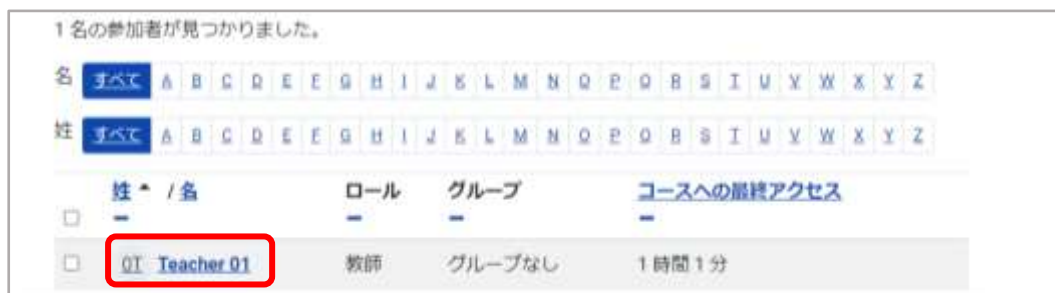 1 名の参加者が見つかりました。
名 すべて A B C D E F G H I J K L M N O P Q R S T U V W X Y Z
姓 すべて A B C D E F G H I J K L M N O P Q R S T U V W X Y Z
姓 / 名 ロール グループ コースへの最終アクセス
0T Teacher 01 教師 グループなし 1 時間 1 分